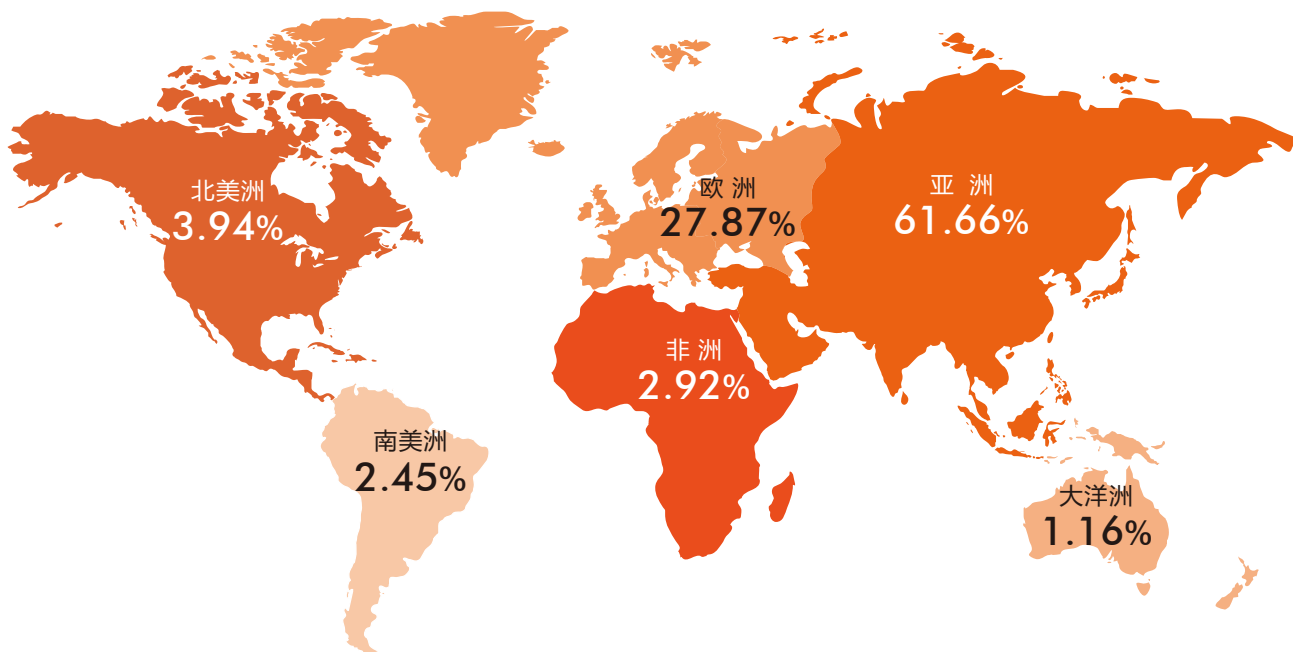 北美洲
3.94%
欧 洲
27.87%
亚 洲
61.66%
非 洲
2.92%
南美洲
2.45%
大洋洲
1.16%